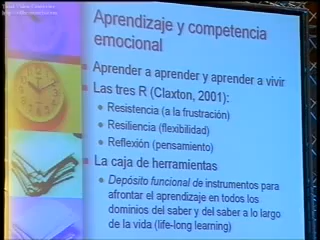 Aprendizaje y competencia
emocional
Aprender a aprender y aprender a vivir
Las tres R (Claxton, 2001):
Resistencia (a la frustración)
Resiliencia (flexibilidad)
Reflexión (pensamiento)
La caja de herramientas
Depósito funcional de instrumentos para
afrontar el aprendizaje en todos los
dominios del saber y del saber a lo largo
de la vida (life-long learning)